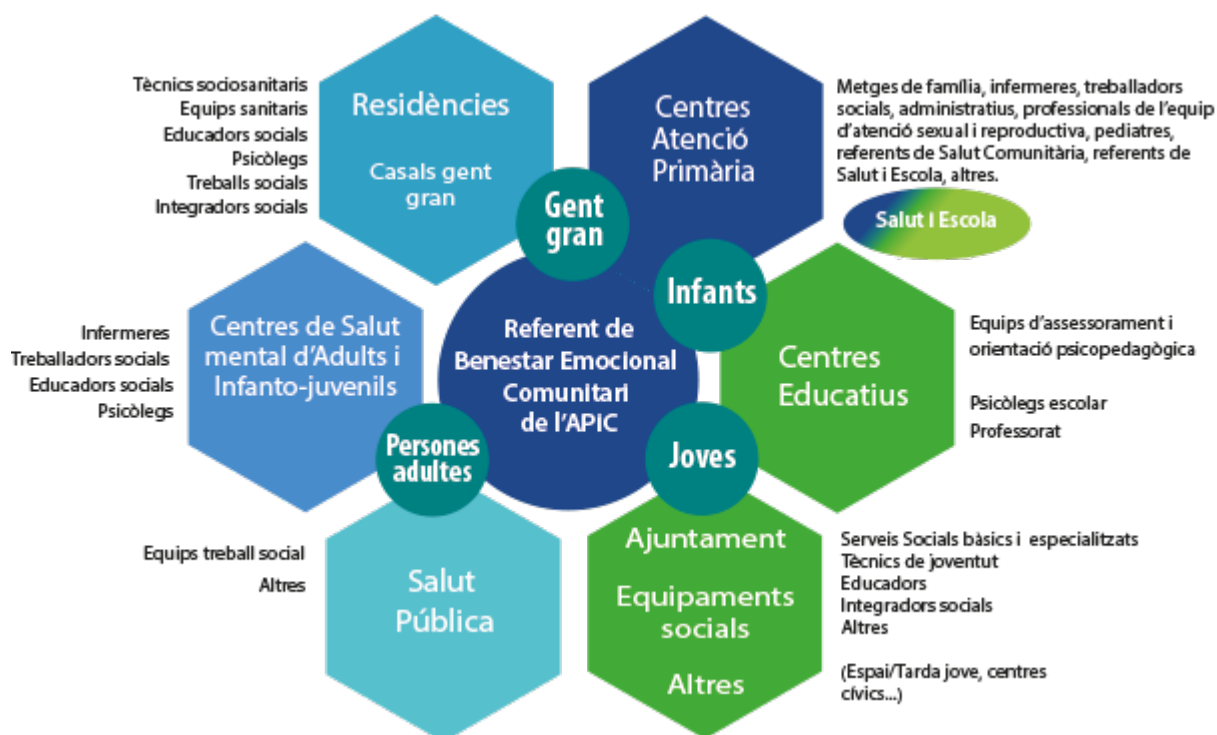 Tècnics sociosanitaris
Equips sanitaris
Educadors socials
Psicòlegs
Treballs socials
Integradors socials
Residències
Casals gent
gran
Centres
Atenció
Primària
Metges de família, infermeres, treballadors
socials, administratius, professionals de l'equip
d'atenció sexual i reproductiva, pediatres,
referents de Salut Comunitària, referents de
Salut i Escola, altres.
Salut i Escola
Gent
gran
Infants
Infermeres
Treballadors socials
Educadors socials
Psicòlegs
Centres de Salut
mental d'Adults i
Infanto-juvenils
Referent de
Benestar Emocional
Comunitari
de l'APIC
Centres
Educatius
Equips d'assessorament i
orientació psicopedagògica
Psicòlegs escolar
Professorat
Persones
adultes
Joves
Equips treball social
Altres
Salut
Pública
Ajuntament
Equipaments
socials
Altres
Serveis Socials bàsics i especialitzats
Tècnics de joventut
Educadors
Integradors socials
Altres
(Espai/Tarda jove, centres
cívics...)